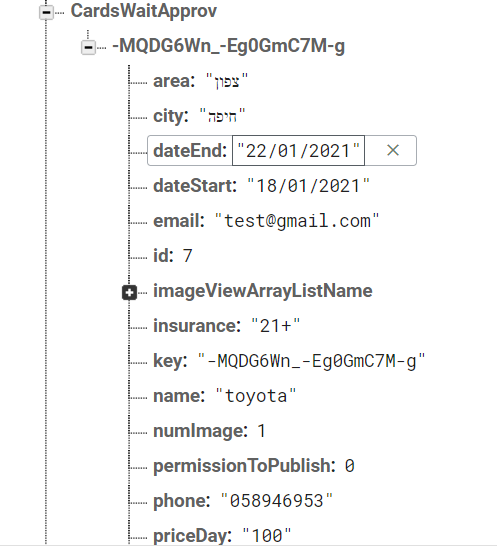 CardsWaitApprov
-MQDG6Wn_-Eg0GmC7M-g
area: "צפון"
city: "חיפה"
dateEnd: "22/01/2021" ×
dateStart: "18/01/2021"
email: "test@gmail.com"
id: 7
imageViewArrayListName
insurance: "21+"
key: "-MQDG6Wn_-Eg0GmC7M-g"
name: "toyota"
numImage: 1
permissionToPublish: 0
phone: "058946953"
priceDay: "100"